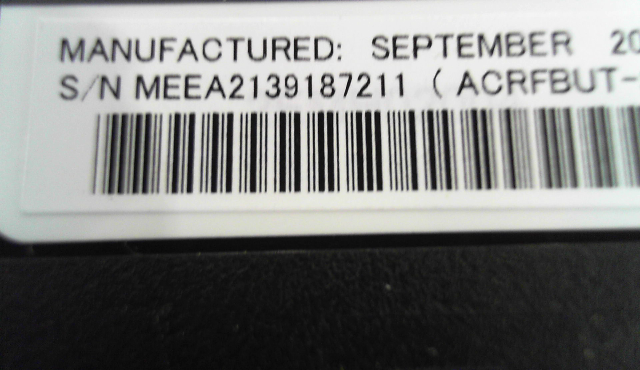 MANUFACTURED: SEPTEMBER 20
S/N MEEA2139187211 ( ACRFBUT-